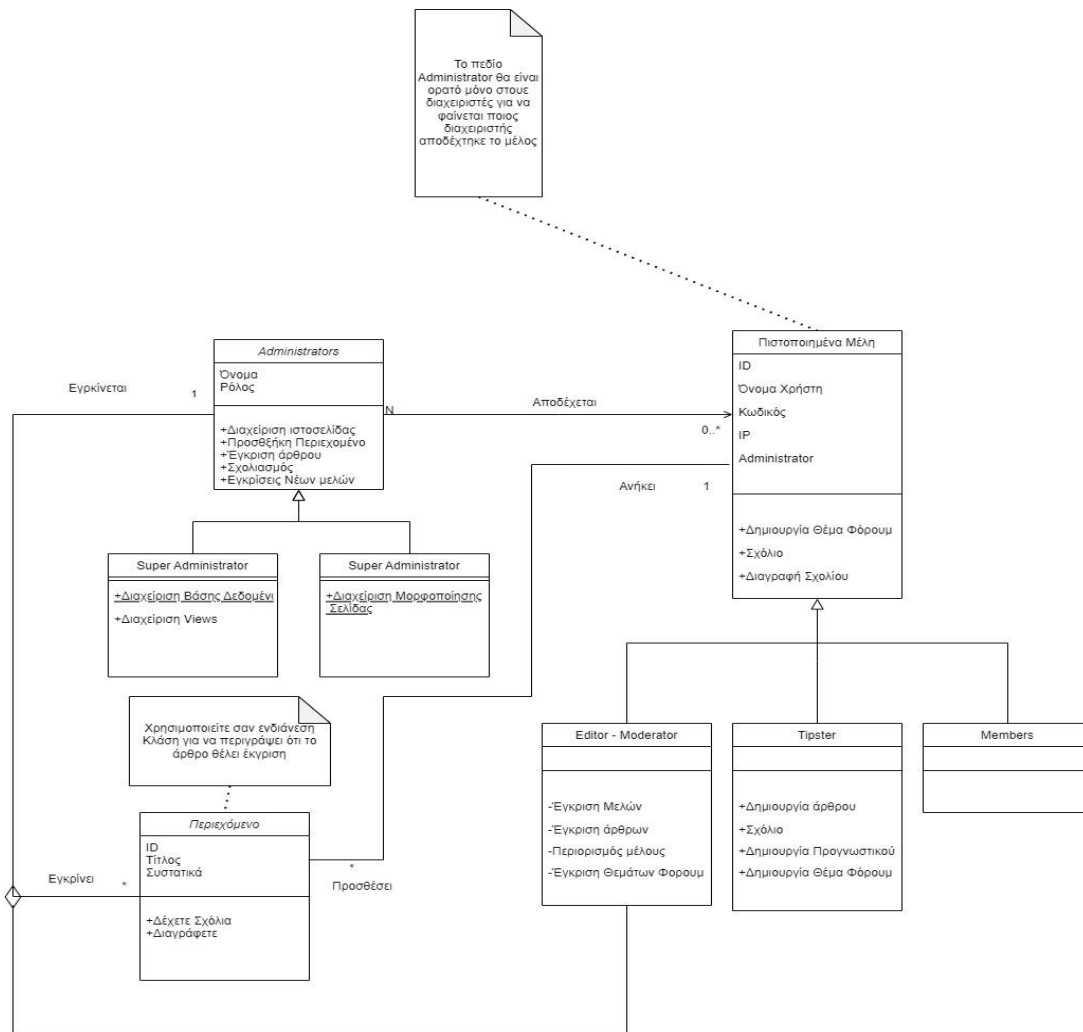 Το πεδίο
Administrator θα είναι
ορατό μόνο στουε
διαχειριστές για να
φαίνεται ποιος
διαχειριστής
αποδέχτηκε το μέλος
Administrators
Όνομα
Ρόλος
+Διαχείριση ιστοσελίδας
+Προσθξήκη Περιεχομένο
+Έγκριση άρθρου
+Σχολιασμός
+Εγκρίσεις Νέων μελών
Εγρκίνεται
1
N
Αποδέχεται
0..*
Πιστοποιημένα Μέλη
ID
Όνομα Χρήστη
Κωδικός
IP
Administrator
+Δημιουργία Θέμα Φόρουμ
+Σχόλιο
+Διαγραφή Σχολίου
Ανήκει
1
Super Administrator
+Διαχείριση Βάσης Δεδομένω
+Διαχείριση Views
Super Administrator
+Διαχείριση Μορφοποίησης
Σελίδας
Χρησιμοποιείτε σαν ενδιάνεση
Κλάση για να περιγράψει ότι το
άρθρο θέλει έκγριση
Περιεχόμενο
ID
Τίτλος
Συστατικά
+Δέχετε Σχόλια
+Διαγράφετε
Εγκρίνει
*
*
Προσθέσει
Editor - Moderator
-Έγκριση Μελών
-Έγκριση άρθρων
-Περιορισμός μέλους
-Έγκριση Θεμάτων Φορουμ
Tipster
+Δημιουργία άρθρου
+Σχόλιο
+Δημιουργία Προγνωστικού
+Δημιουργία Θέμα Φόρουμ
Members